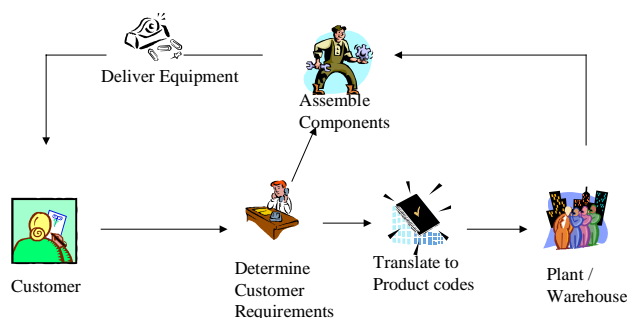 Deliver Equipment
Assemble
Components
Customer
Determine
Customer
Requirements
Translate to
Product codes
Plant /
Warehouse